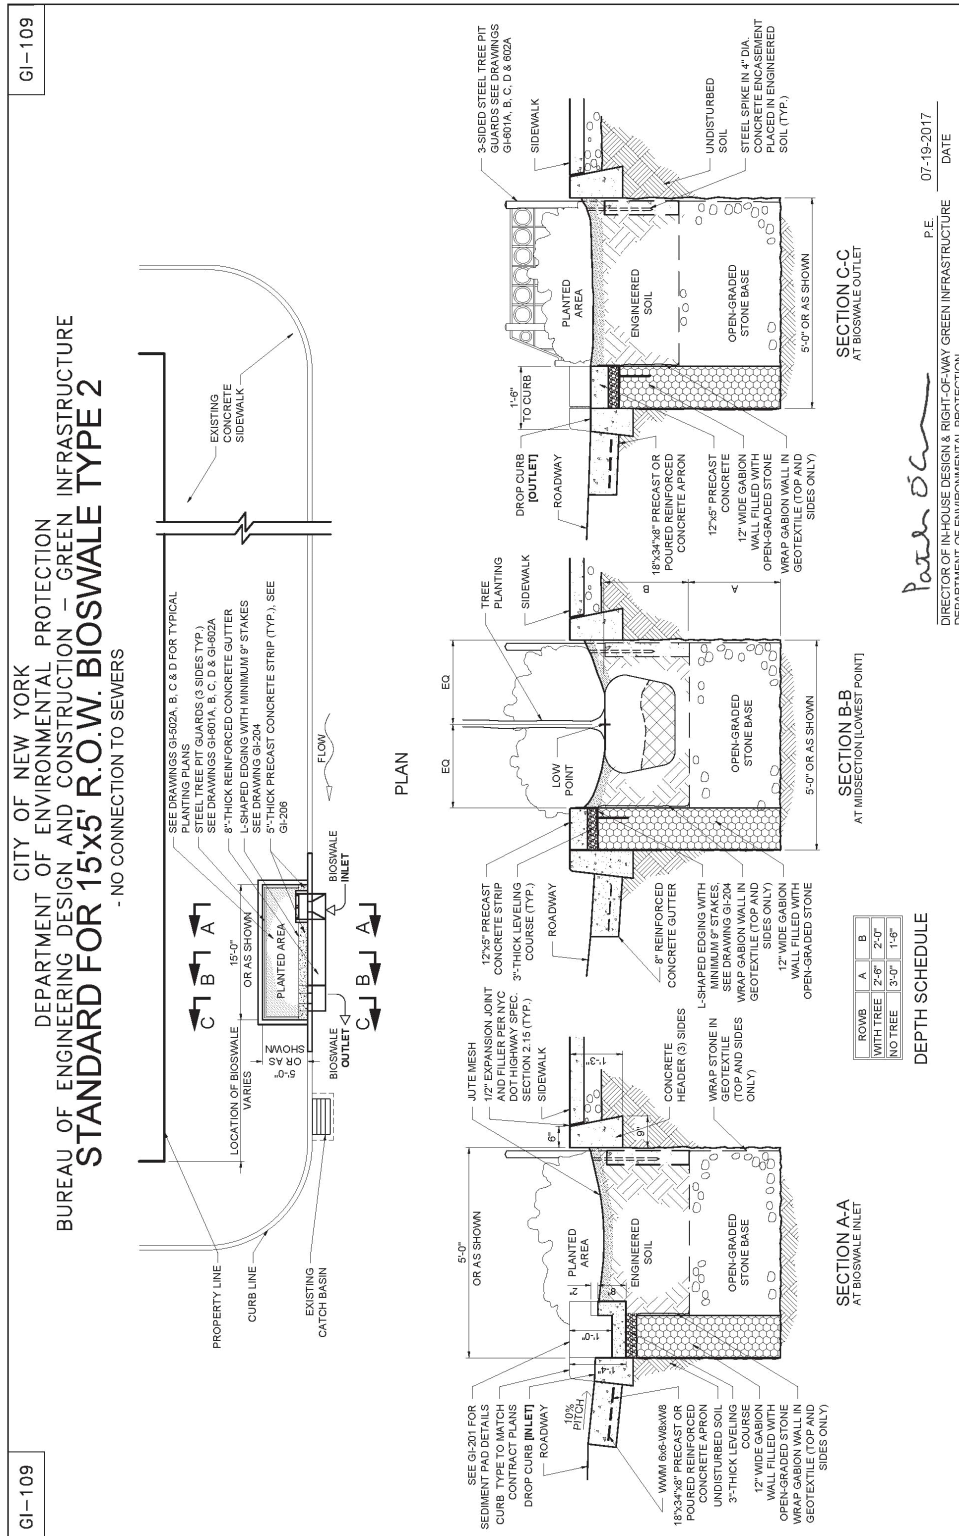 GI-109
GI-109
CITY OF NEW YORK
DEPARTMENT OF ENVIRONMENTAL PROTECTION
BUREAU OF ENGINEERING DESIGN AND CONSTRUCTION - GREEN INFRASTRUCTURE
STANDARD FOR 15'x5' R.O.W. BIOSWALE TYPE 2
- NO CONNECTION TO SEWERS
PROPERTY LINE
CURB LINE
EXISTING
CATCH BASIN
LOCATION OF BIOSWALE
VARIES
5'-0"
OR AS
SHOWN
15'-0"
OR AS SHOWN
PLANTED AREA
C
B
A
C
B
A
BIOSWALE
OUTLET
BIOSWALE
INLET
FLOW
SEE DRAWINGS GI-502A, B, C & D FOR TYPICAL
PLANTING PLANS
STEEL TREE PIT GUARDS (3 SIDES TYP.)
SEE DRAWINGS GI-601A, B, C, D & GI-602A
8"-THICK REINFORCED CONCRETE GUTTER
L-SHAPED EDGING WITH MINIMUM 9" STAKES
SEE DRAWING GI-204
5"-THICK PRECAST CONCRETE STRIP (TYP.), SEE
GI-206
EXISTING
CONCRETE
SIDEWALK
PLAN
SEE GI-201 FOR
SEDIMENT PAD DETAILS
CURB TYPE TO MATCH
CONTRACT PLANS
DROP CURB [INLET]
ROADWAY
10%
PITCH
WWM 6x6-W8xW8
18"x34"x8" PRECAST OR
POURED REINFORCED
CONCRETE APRON
UNDISTURBED SOIL
3"-THICK LEVELING
COURSE
12" WIDE GABION
WALL FILLED WITH
OPEN-GRADED STONE
WRAP GABION WALL IN
GEOTEXTILE (TOP AND
SIDES ONLY)
5'-0"
OR AS SHOWN
1'-4"
1'-0"
2"
8"
PLANTED
AREA
ENGINEERED
SOIL
OPEN-GRADED
STONE BASE
6"
6"
1'-3"
JUTE MESH
1/2" EXPANSION JOINT
AND FILLER PER NYC
DOT HIGHWAY SPEC.
SECTION 2.15 (TYP.)
SIDEWALK
CONCRETE
HEADER (3) SIDES
WRAP STONE IN
GEOTEXTILE
(TOP AND SIDES
ONLY)
SECTION A-A
AT BIOSWALE INLET
12"x5" PRECAST
CONCRETE STRIP
3"-THICK LEVELING
COURSE (TYP.)
ROADWAY
8" REINFORCED
CONCRETE GUTTER
L-SHAPED EDGING WITH
MINIMUM 9" STAKES,
SEE DRAWING GI-204
WRAP GABION WALL IN
GEOTEXTILE (TOP AND
SIDES ONLY)
12" WIDE GABION
WALL FILLED WITH
OPEN-GRADED STONE
EQ
EQ
LOW
POINT
OPEN-GRADED
STONE BASE
5'-0" OR AS SHOWN
B
A
TREE
PLANTING
SIDEWALK
SECTION B-B
AT MIDSECTION [LOWEST POINT]
DROP CURB
[OUTLET]
ROADWAY
18"x34"x8" PRECAST OR
POURED REINFORCED
CONCRETE APRON
12"x5" PRECAST
CONCRETE
12" WIDE GABION
WALL FILLED WITH
OPEN-GRADED STONE
WRAP GABION WALL IN
GEOTEXTILE (TOP AND
SIDES ONLY)
1'-6"
TO CURB
PLANTED
AREA
ENGINEERED
SOIL
OPEN-GRADED
STONE BASE
5'-0" OR AS SHOWN
3-SIDED STEEL TREE PIT
GUARDS SEE DRAWINGS
GI-601A, B, C, D & 602A
SIDEWALK
UNDISTURBED
SOIL
STEEL SPIKE IN 4" DIA.
CONCRETE ENCASEMENT
PLACED IN ENGINEERED
SOIL (TYP.)
SECTION C-C
AT BIOSWALE OUTLET
ROWB A B
WITH TREE 2'-6" 2'-0"
NO TREE 3'-0" 1'-6"
DEPTH SCHEDULE
P.E. 07-19-2017
DIRECTOR OF IN-HOUSE DESIGN & RIGHT-OF-WAY GREEN INFRASTRUCTURE DATE
DEPARTMENT OF ENVIRONMENTAL PROTECTION